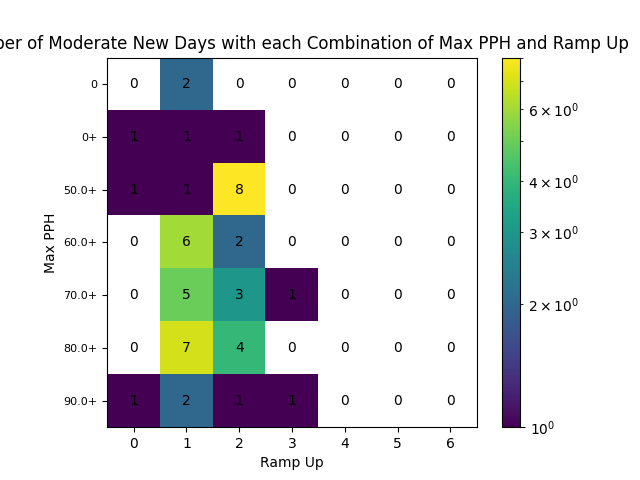 of Moderate New Days with each Combination of Max PPH and Ramp Up
0 0 2 0 0 0 0 0
0+ 1 1 1 0 0 0 0
50.0+ 1 1 8 0 0 0 0
60.0+ 0 6 2 0 0 0 0
70.0+ 0 5 3 1 0 0 0
80.0+ 0 7 4 0 0 0 0
90.0+ 1 2 1 1 0 0 0
0 1 2 3 4 5 6
Ramp Up
Max PPH
6×10⁰
4×10⁰
3×10⁰
2×10⁰
10⁰